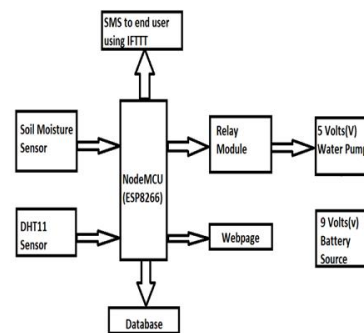 SMS to end user
using IFTTT
Soil Moisture
Sensor
NodeMCU
(ESP8266)
Relay
Module
5 Volts(V)
Water Pump
DHT11
Sensor
Webpage
9 Volts(v)
Battery
Source
Database